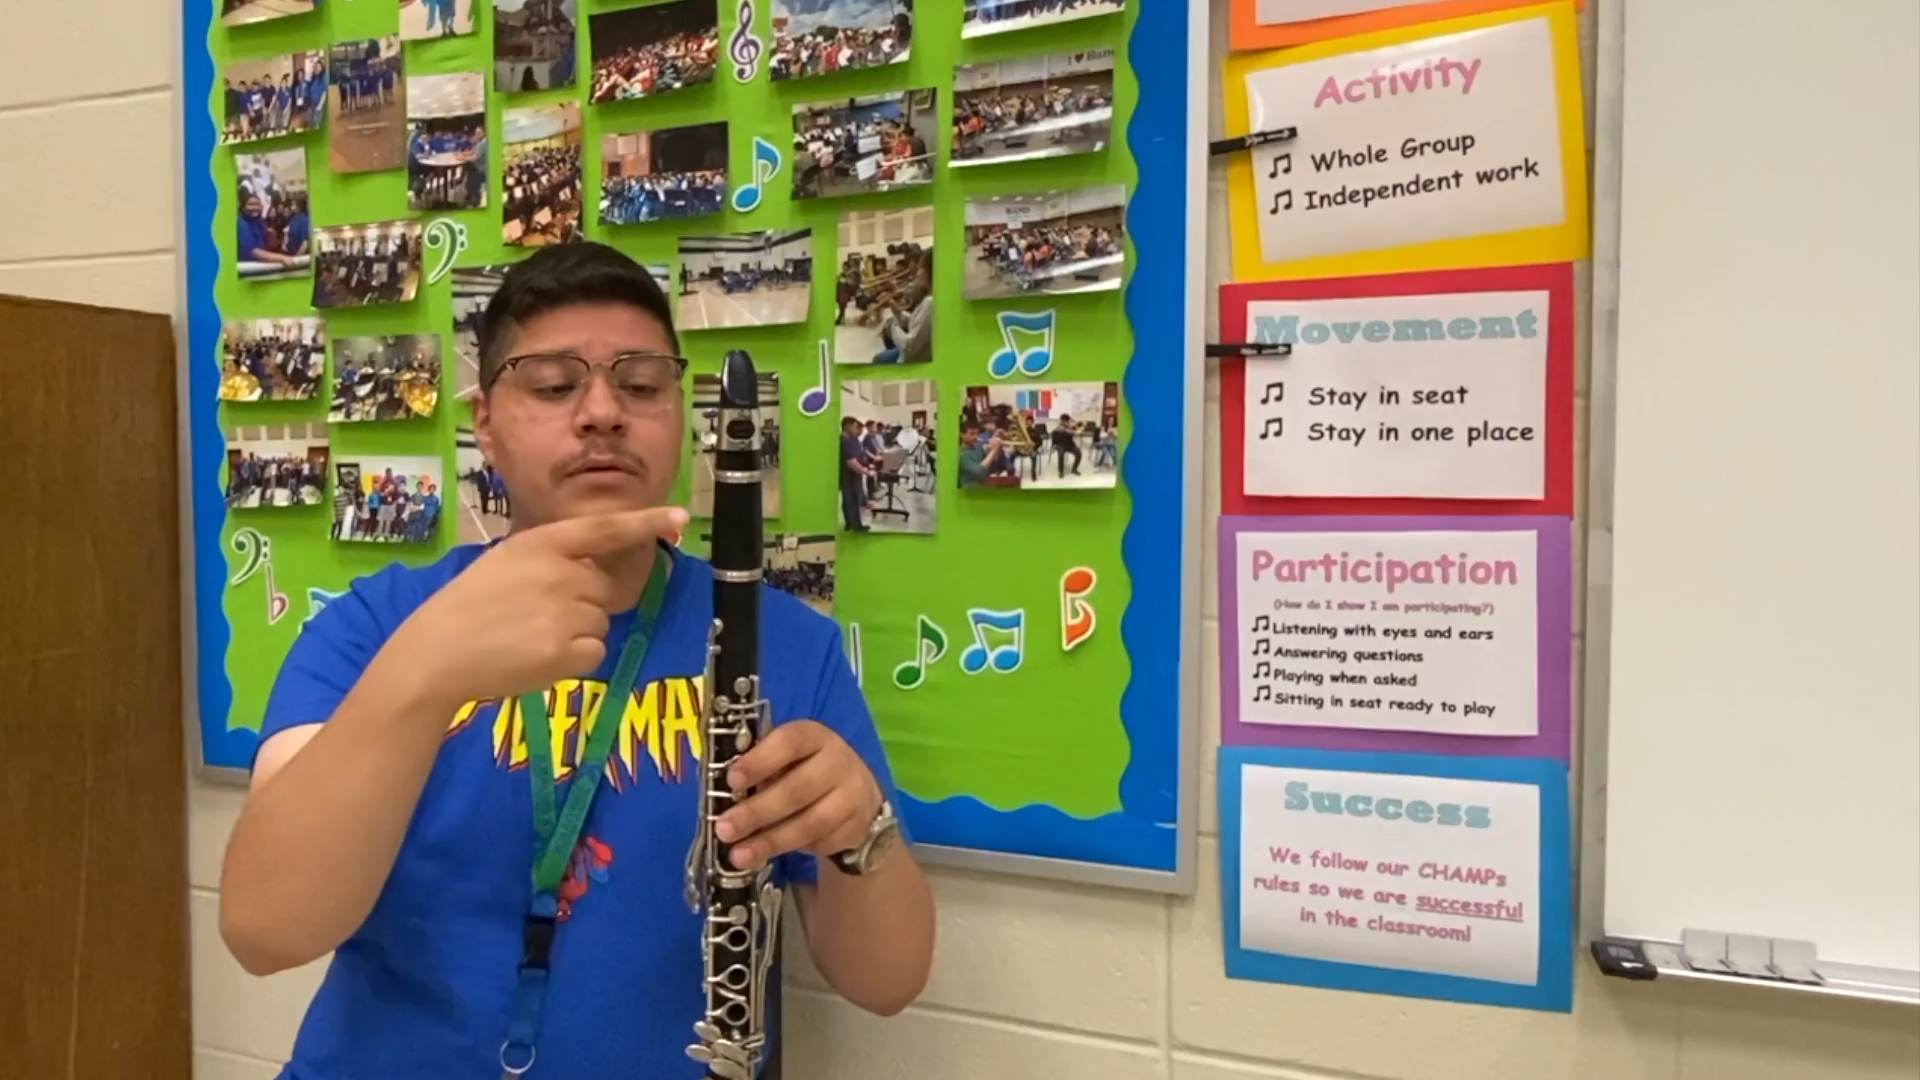 I ♥ Band
BAND
Activity
Whole Group
Independent work
Movement
Stay in seat
Stay in one place
Participation
(How do I show I am participating?)
Listening with eyes and ears
Answering questions
Playing when asked
Sitting in seat ready to play
Success
We follow our CHAMPs
rules so we are successful
in the classroom!